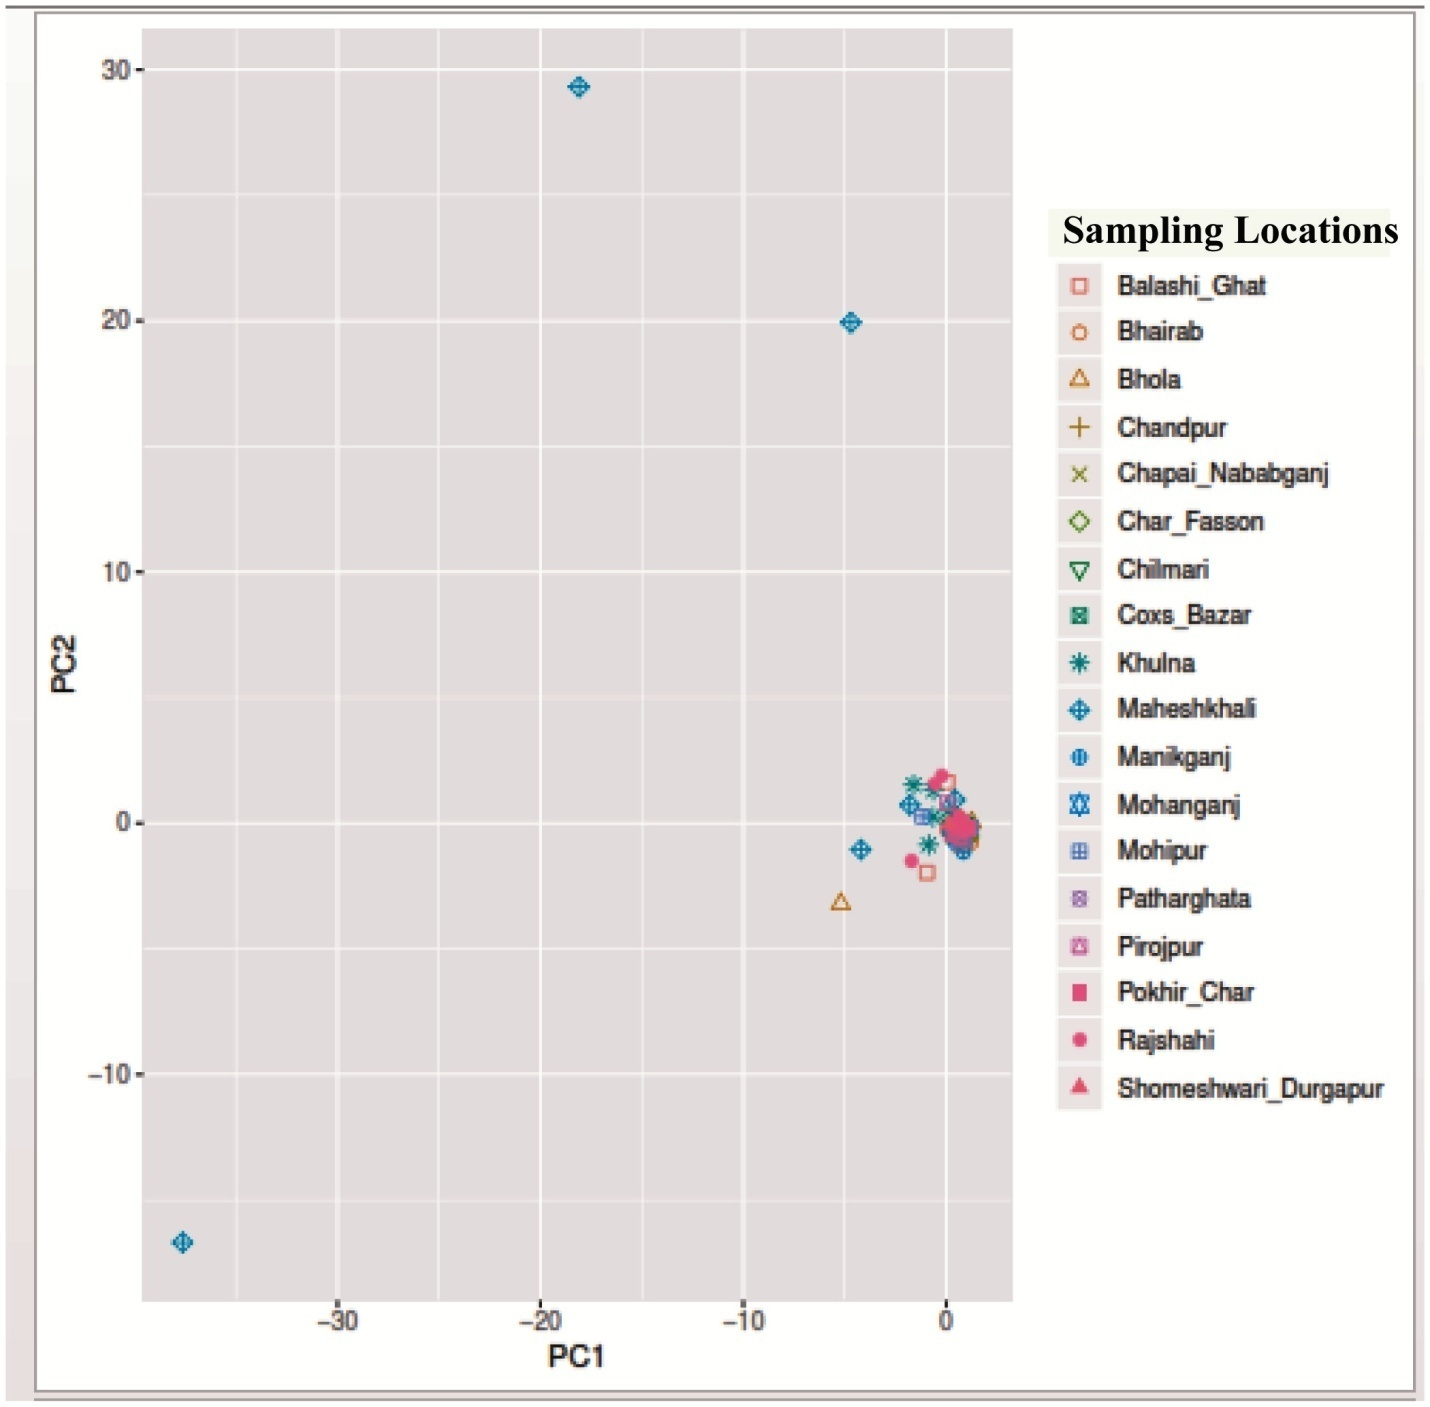 30
20
10
0
−10
PC2
−30
−20
−10
0
PC1
Sampling Locations
Balashi_Ghat
Bhairab
Bhola
Chandpur
Chapai_Nababganj
Char_Fasson
Chilmari
Coxs_Bazar
Khulna
Maheshkhali
Manikganj
Mohanganj
Mohipur
Patharghata
Pirojpur
Pokhir_Char
Rajshahi
Shomeshwari_Durgapur